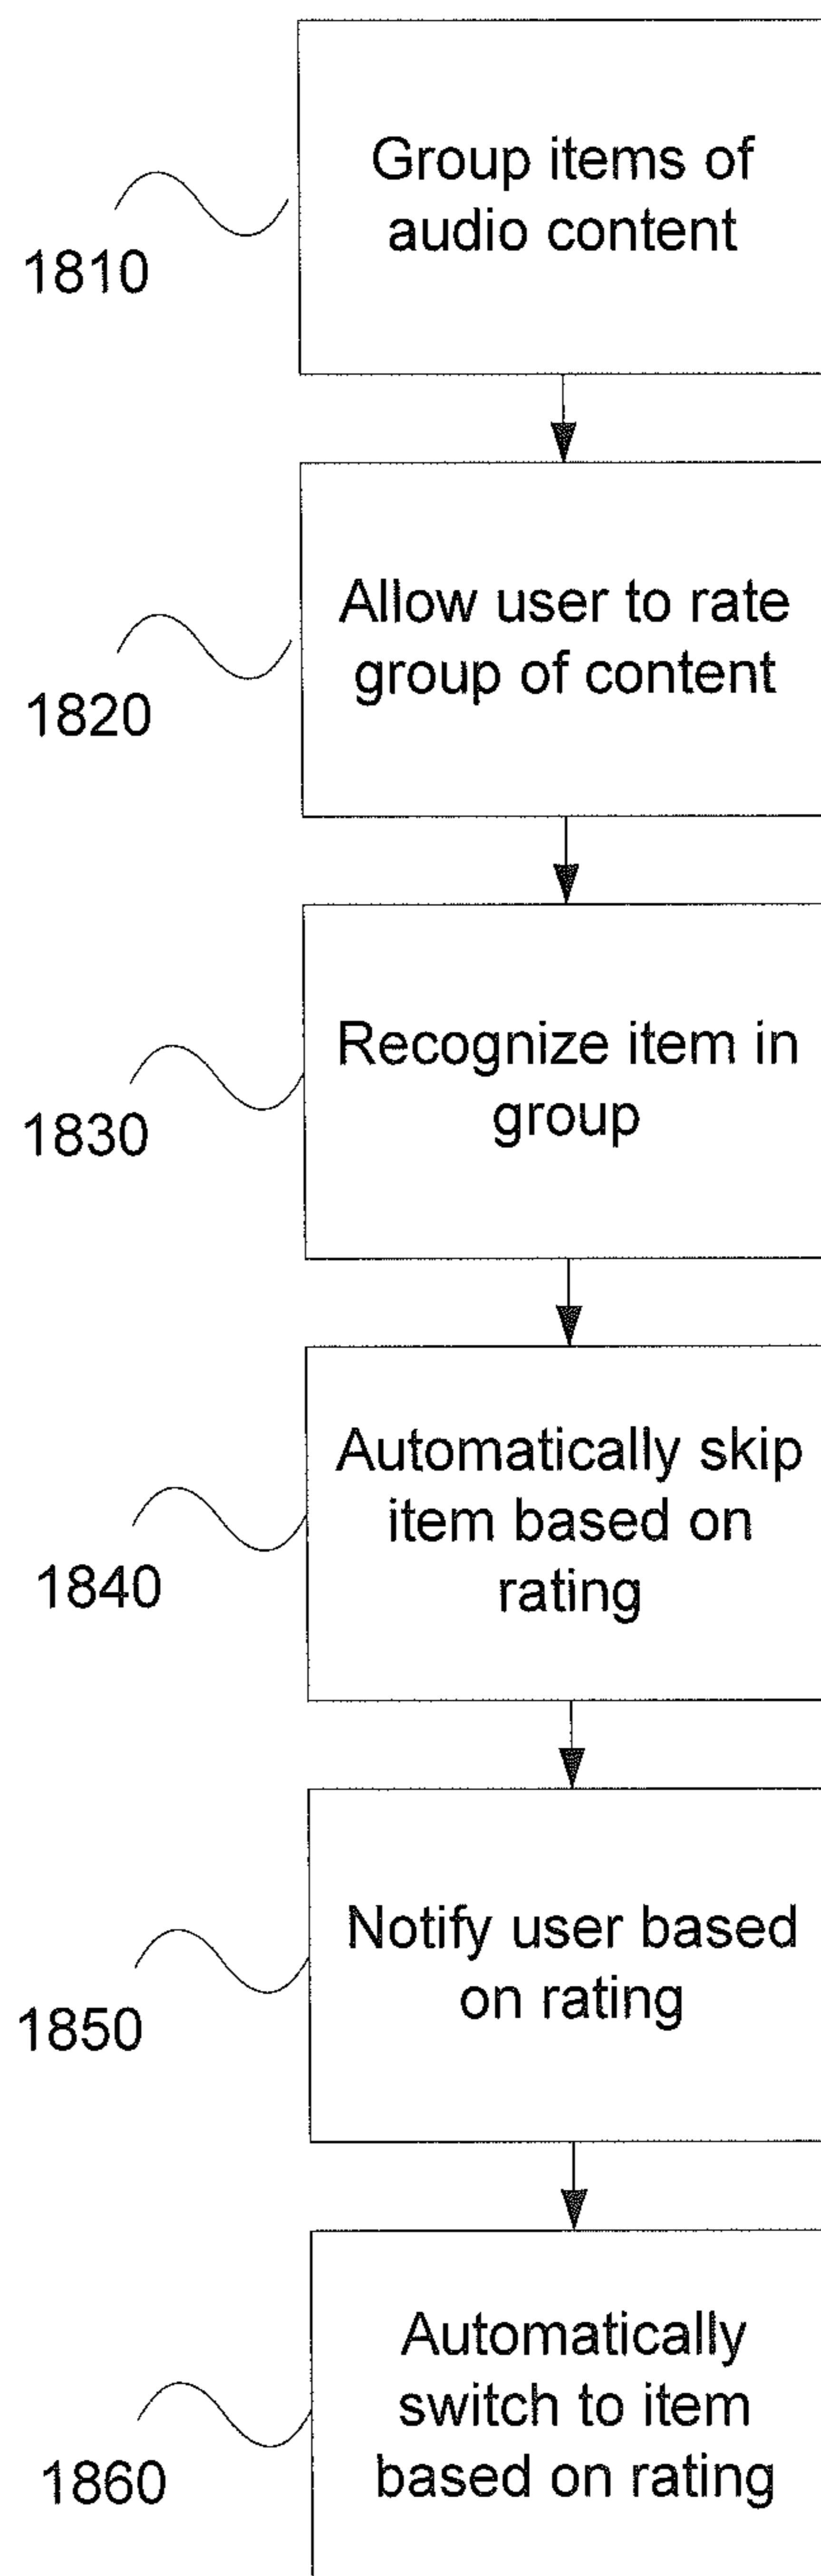 Group items of
audio content
1810
Allow user to rate
group of content
1820
Recognize item in
group
1830
Automatically skip
item based on
rating
1840
Notify user based
on rating
1850
Automatically
switch to item
based on rating
1860